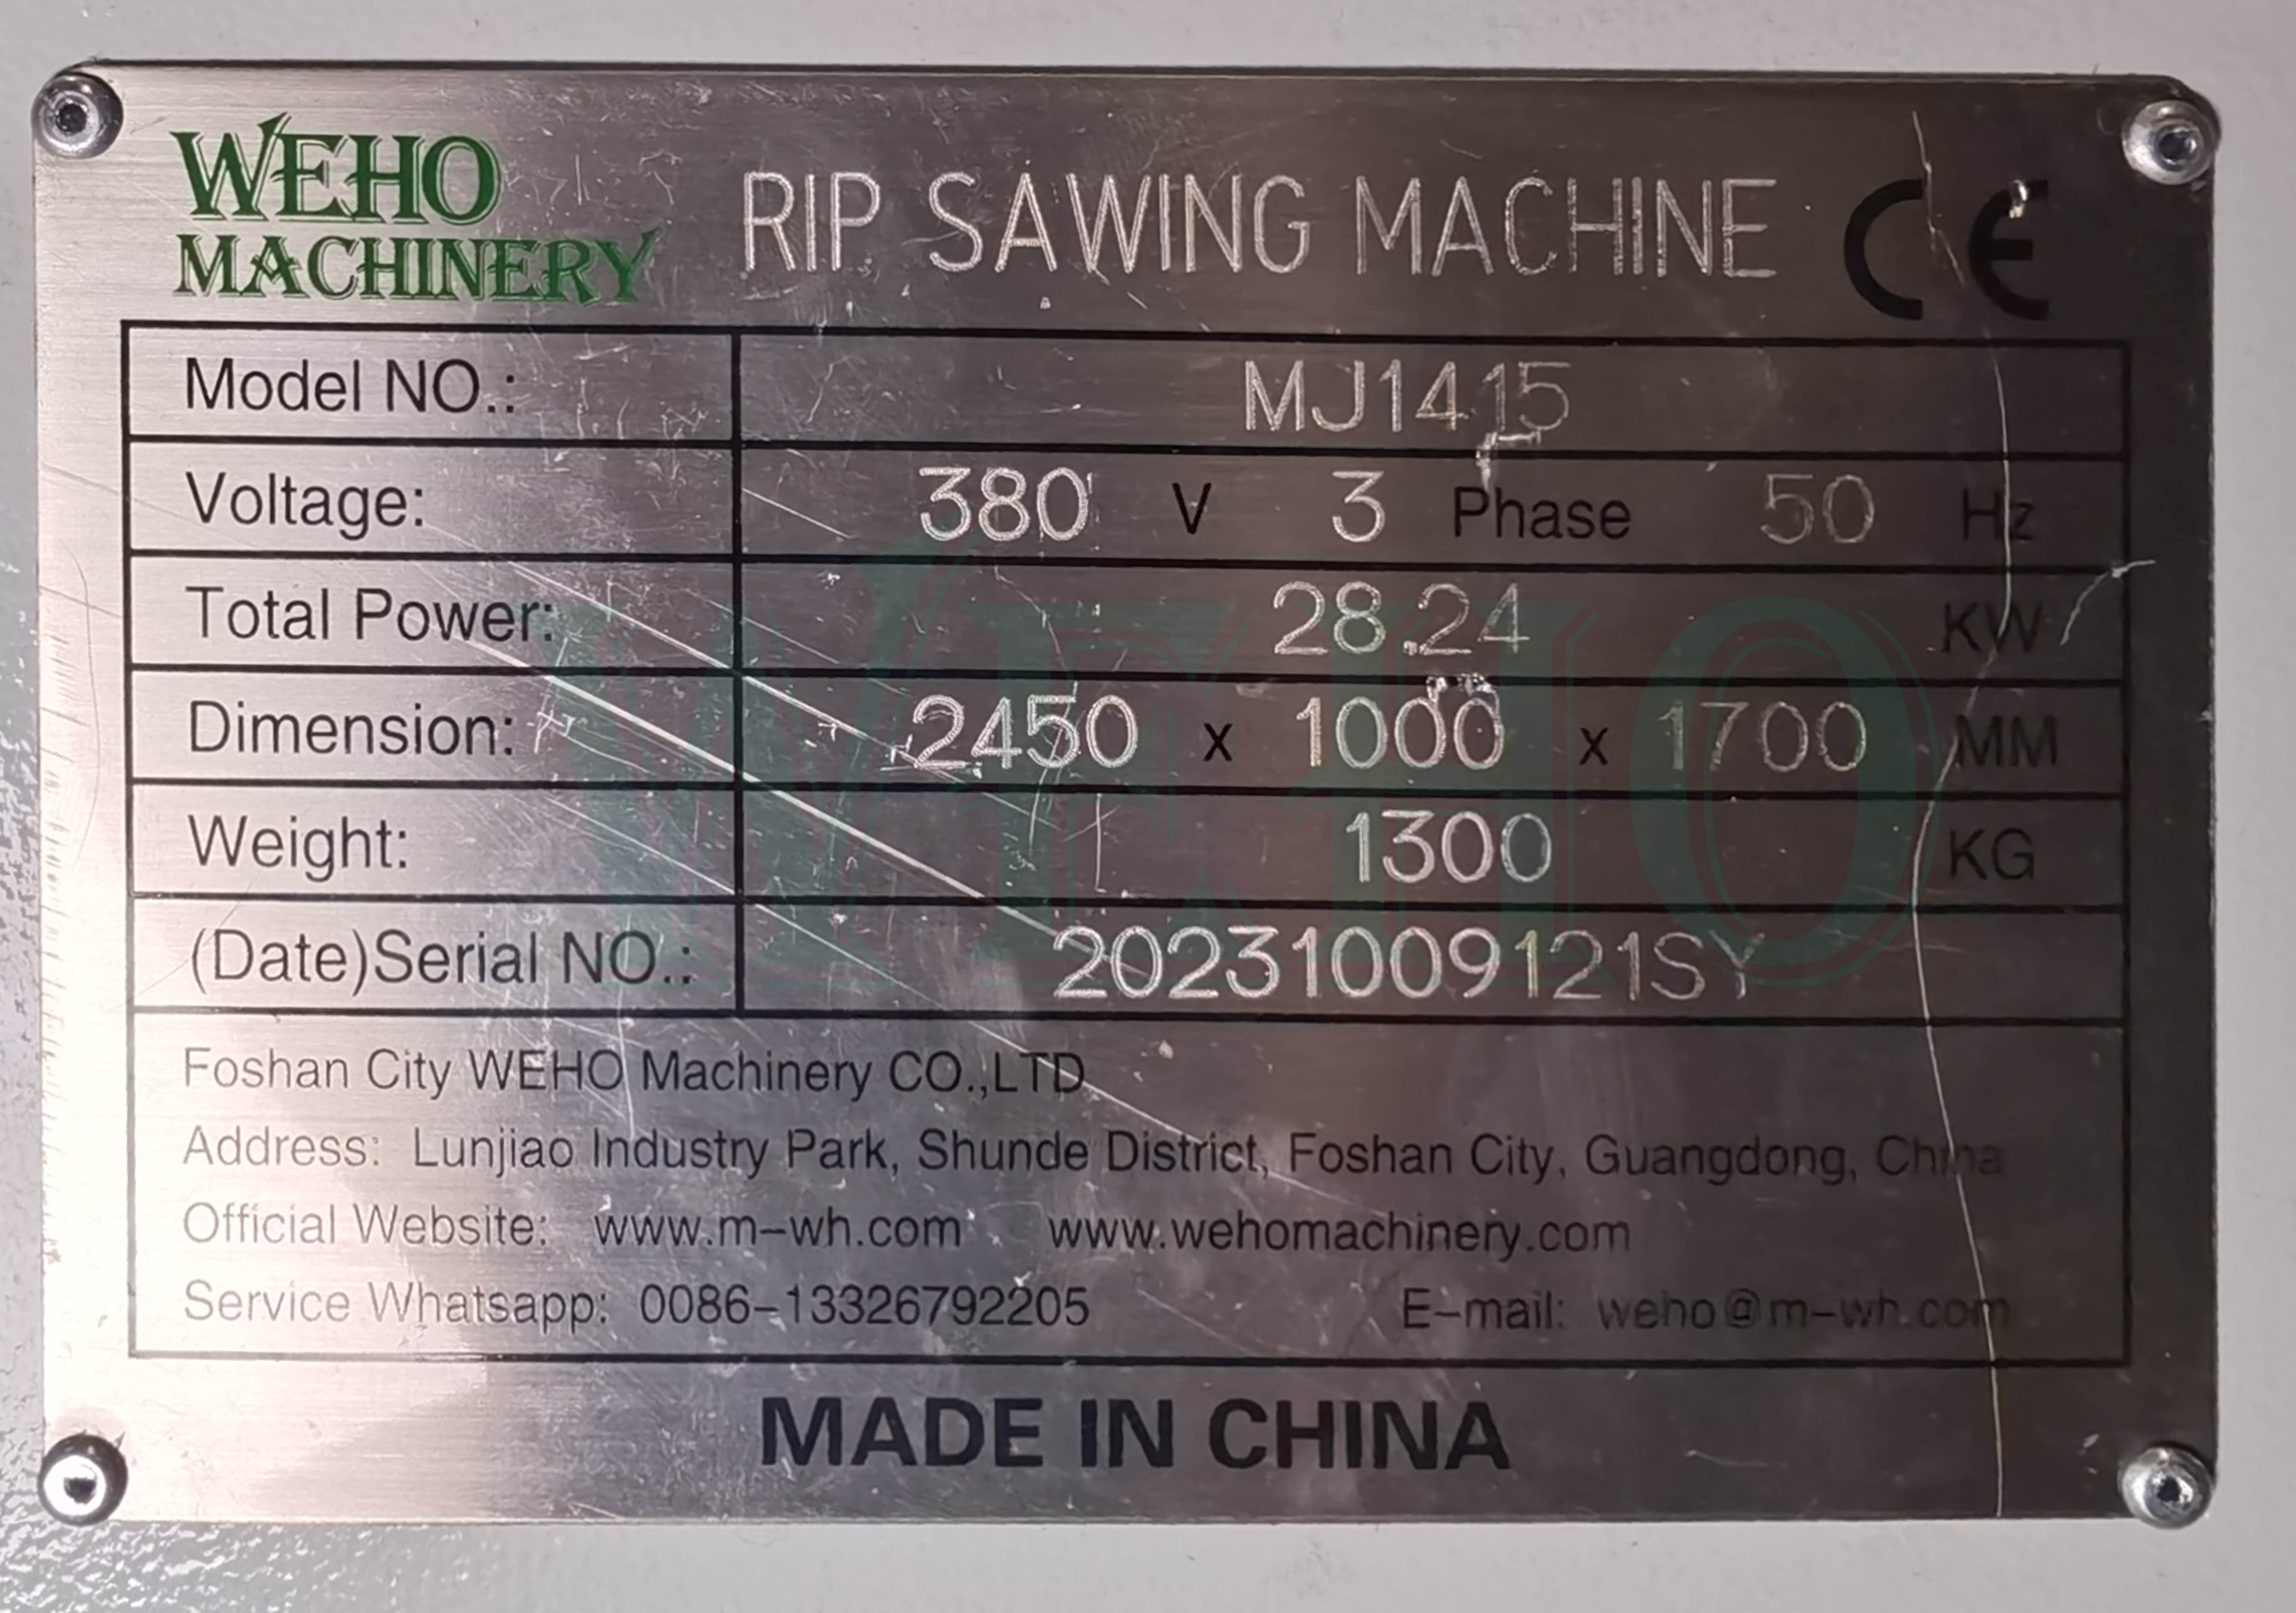 WEHO
MACHINERY
RIP SAWING MACHINE CE
Model NO.: MJ1415
Voltage: 380 V 3 Phase 50 Hz
Total Power: 28.24 KW
Dimension: 2450 x 1000 x 1700 MM
Weight: 1300 KG
(Date)Serial NO.: 20231009121SY
Foshan City WEHO Machinery CO.,LTD
Address: Lunjiao Industry Park, Shunde District, Foshan City, Guangdong, China
Official Website: www.m-wh.com www.wehomachinery.com
Service Whatsapp: 0086-13326792205 E-mail: weho@m-wh.com
MADE IN CHINA
WEHO